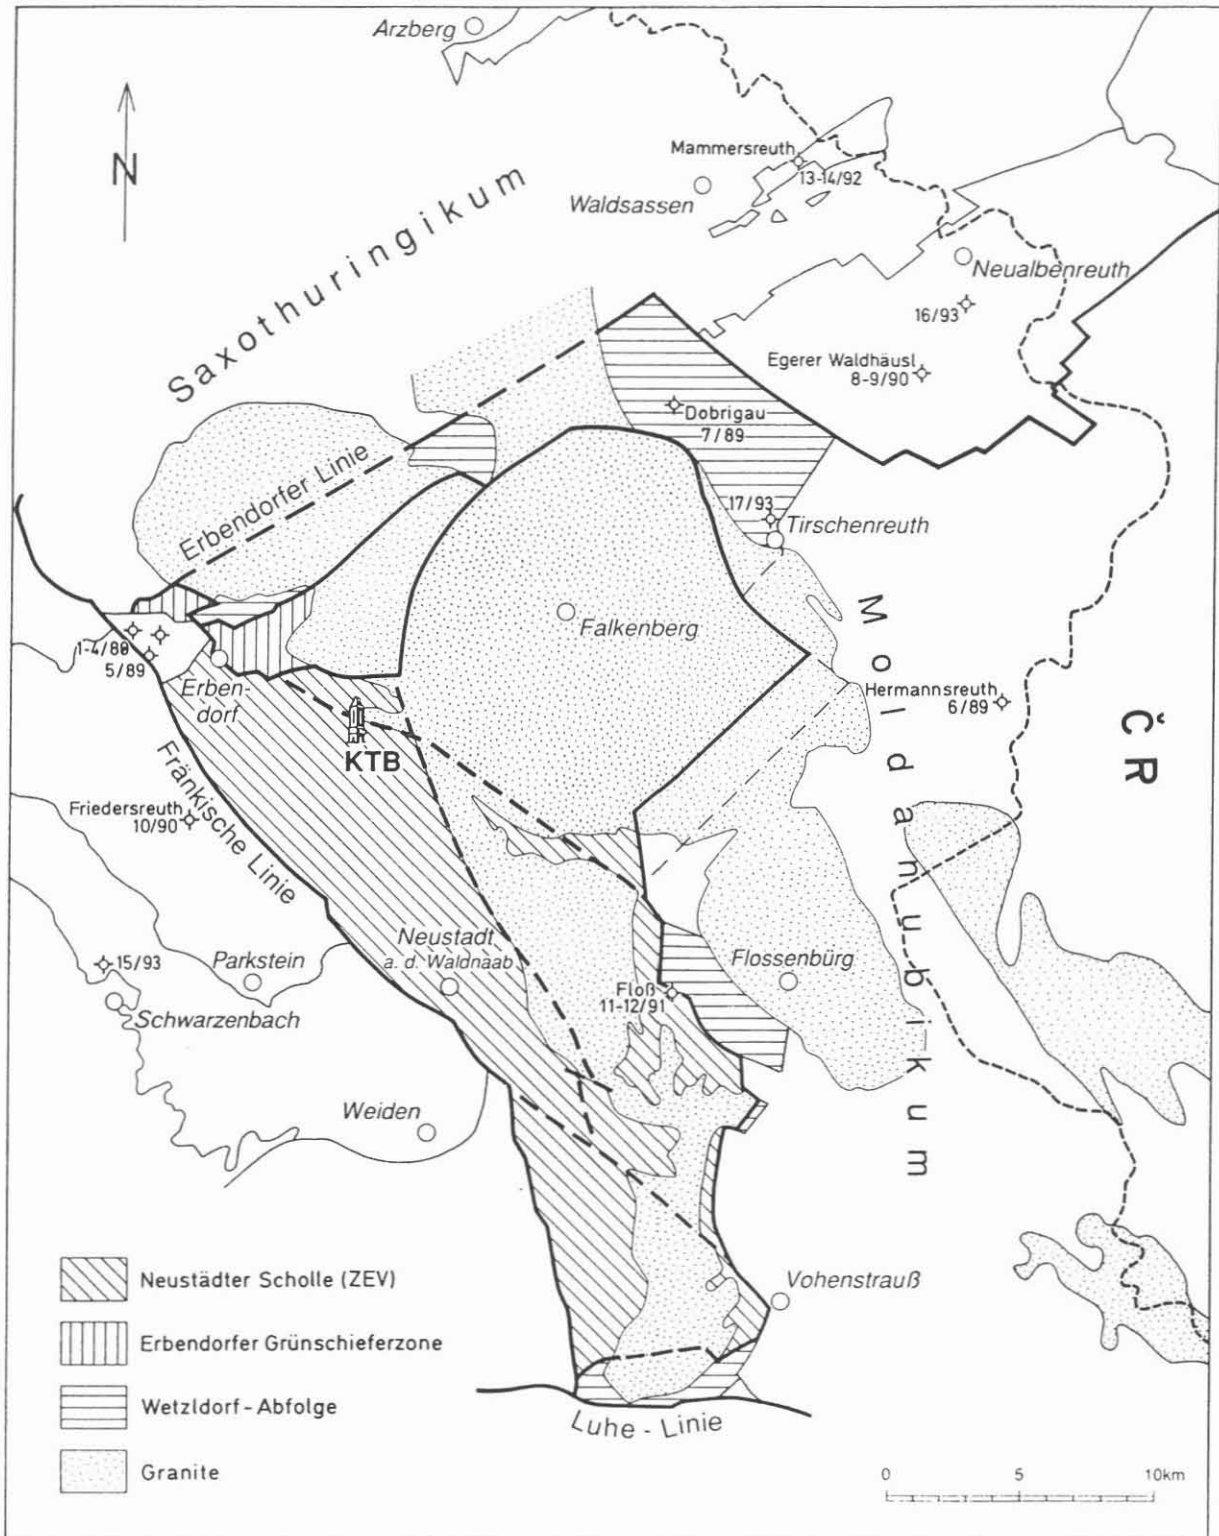 Arzberg
N
Mammersreuth
13-14/92
Waldsassen
Saxothuringikum
Neualbenreuth
16/93
Egerer Waldhäusl
8-9/90
Dobrigau
7/89
Erbendorfer Linie
17/93
Tirschenreuth
Moldanubikum
Falkenberg
1-4/88
5/89
Erben-
dorf
Hermannsreuth
6/89
ČR
KTB
Fränkische Linie
Friedersreuth
10/90
Neustadt
a. d. Waldnaab
15/93
Parkstein
Flossenbürg
Floß
11-12/91
Schwarzenbach
Weiden
Neustädter Scholle (ZEV)
Vohenstrauß
Erbendorfer Grünschieferzone
Wetzldorf-Abfolge
Luhe-Linie
Granite
0 5 10km